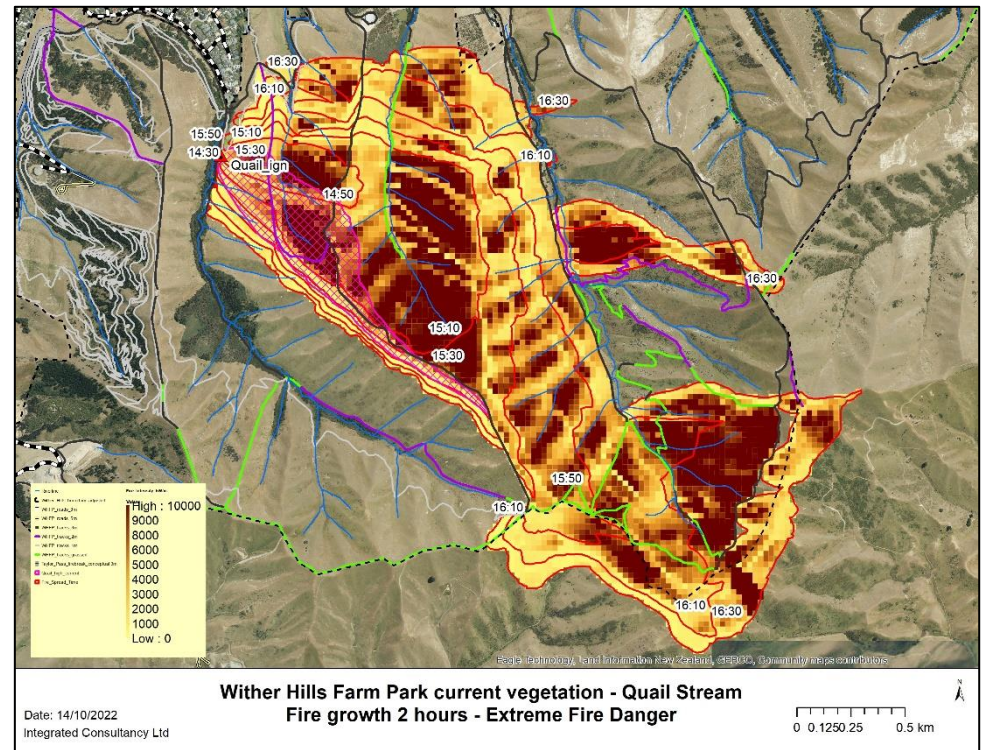 16:30
16:10
16:30
15:50
15:10
14:30
15:30
16:10
Quail_ign
14:50
16:30
15:10
15:30
15:50
16:10
16:10
16:30
High : 10000
9000
8000
7000
6000
5000
4000
3000
2000
1000
Low : 0
Eagle Technology, Land Information New Zealand, GEBCO, Community maps contributors
Wither Hills Farm Park current vegetation - Quail Stream
Fire growth 2 hours - Extreme Fire Danger
Date: 14/10/2022
Integrated Consultancy Ltd
N
0 0.125 0.25 0.5 km